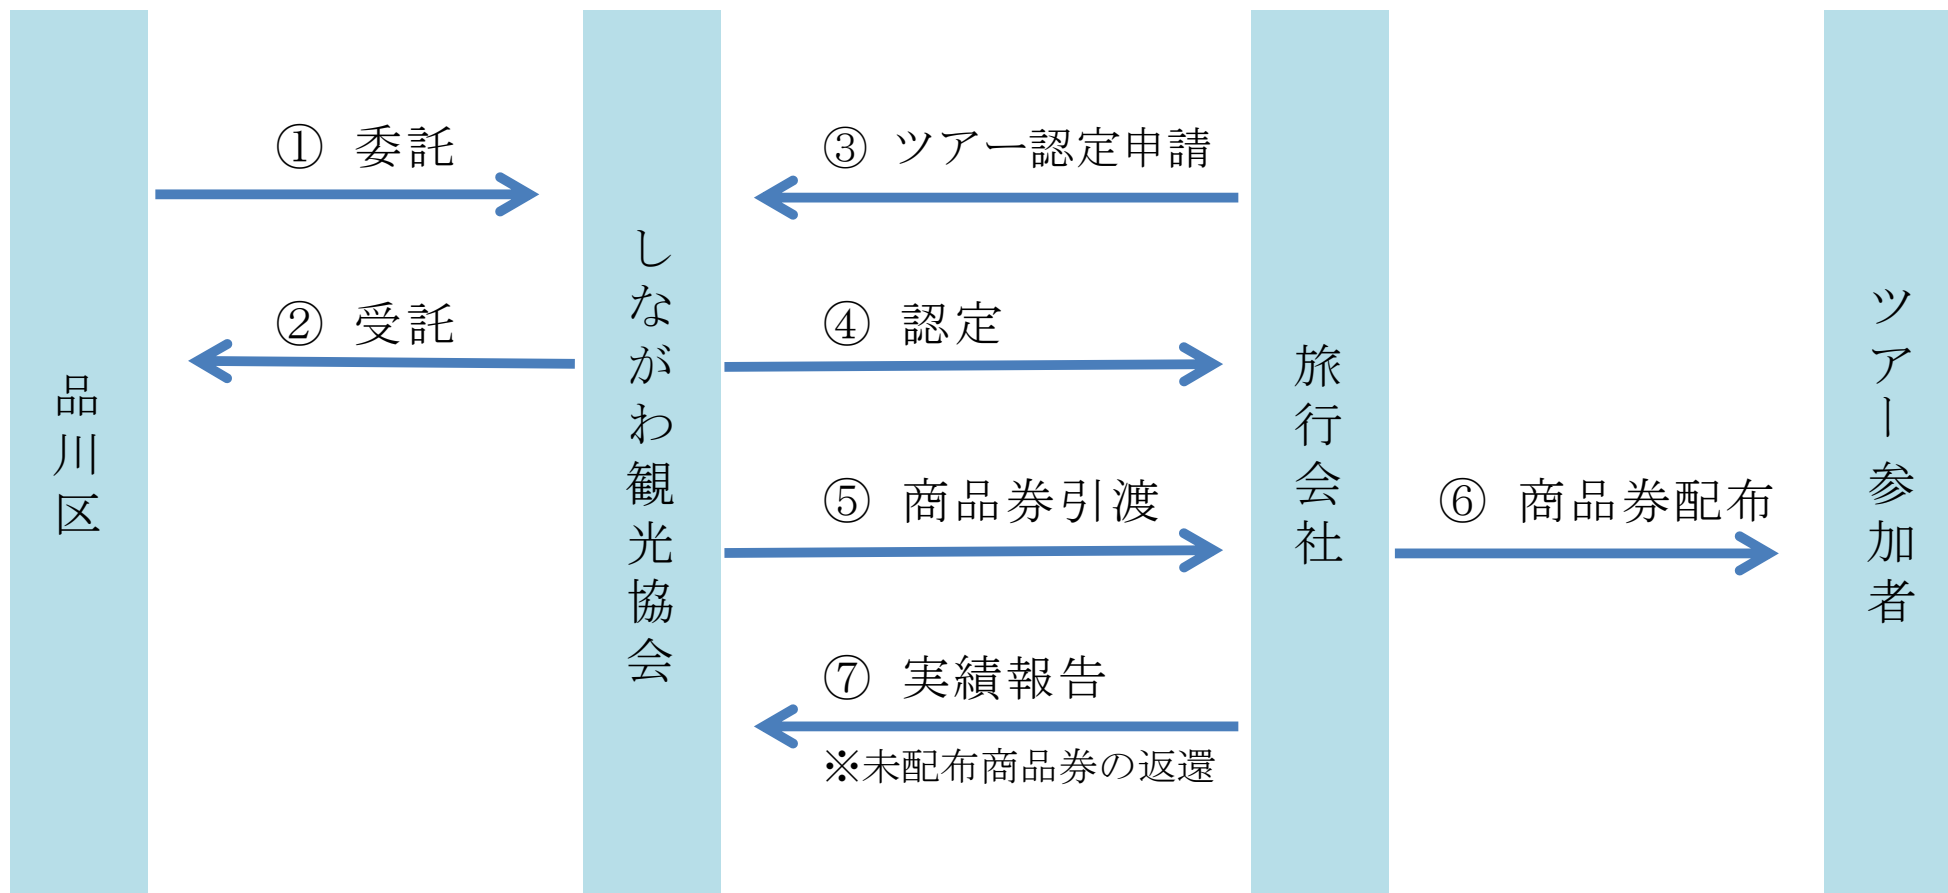 品川区
① 委託
② 受託
しながわ観光協会
③ ツアー認定申請
④ 認定
⑤ 商品券引渡
⑦ 実績報告
※未配布商品券の返還
旅行会社
⑥ 商品券配布
ツアー参加者